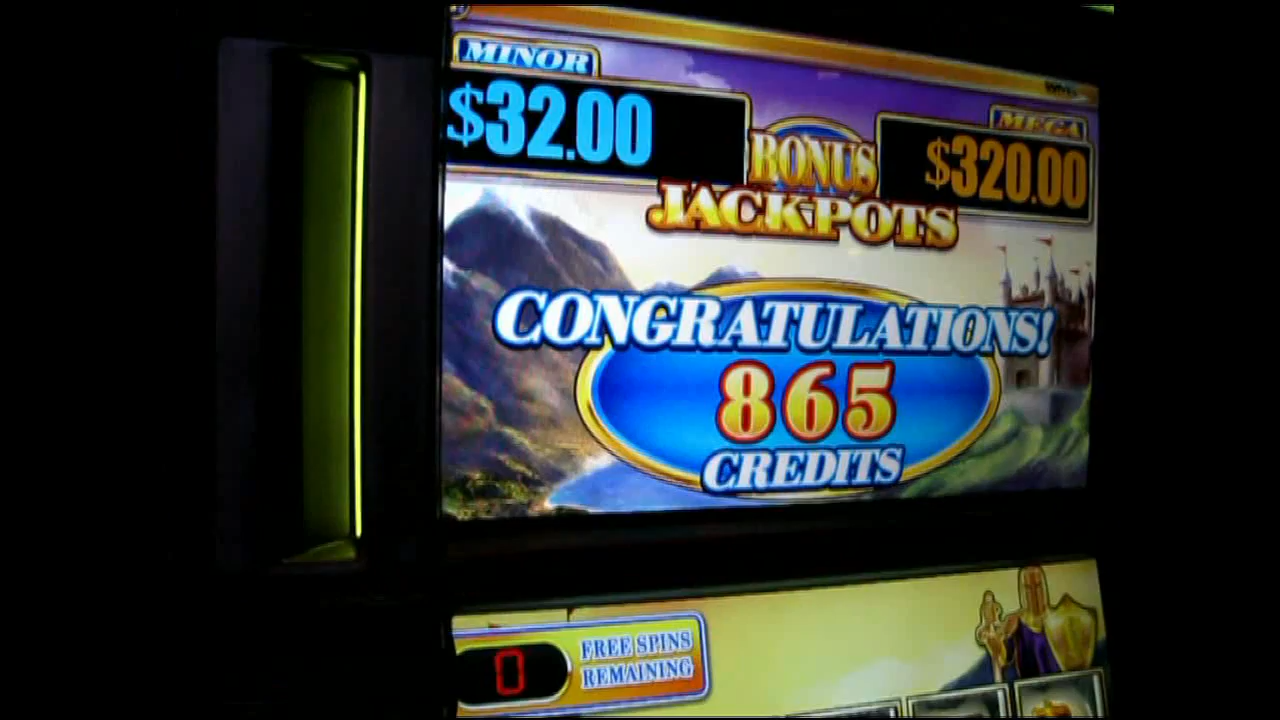 MINOR
$32.00
MEGA
$320.00
BONUS
JACKPOTS
CONGRATULATIONS!
865
CREDITS
0
FREE SPINS
REMAINING